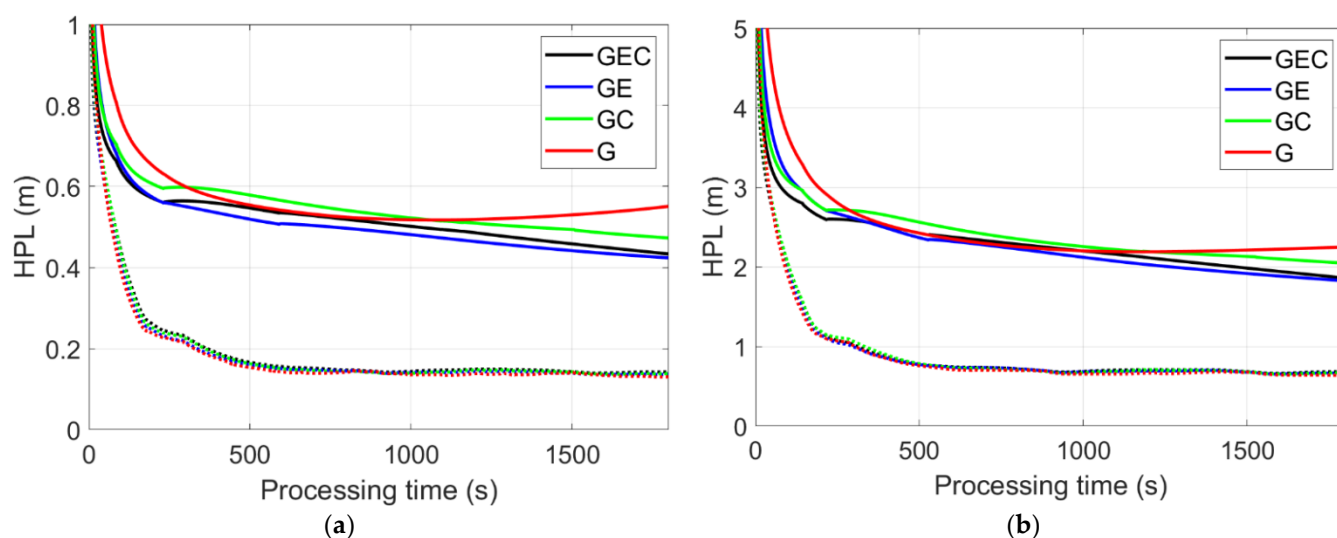 1
0.8
0.6
0.4
0.2
0
HPL (m)
0 500 1000 1500
Processing time (s)
GEC
GE
GC
G
(a)
5
4
3
2
1
0
HPL (m)
0 500 1000 1500
Processing time (s)
GEC
GE
GC
G
(b)